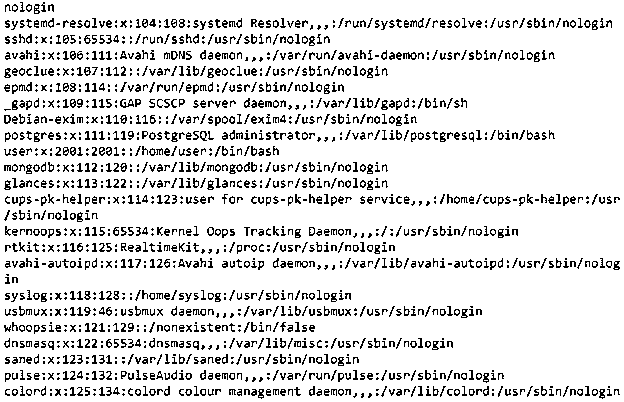 nologin
systemd-resolve:x:104:108:systemd Resolver,,,:/run/systemd/resolve:/usr/sbin/nologin
sshd:x:105:65534::/run/sshd:/usr/sbin/nologin
avahi:x:106:111:Avahi mDNS daemon,,,:/var/run/avahi-daemon:/usr/sbin/nologin
geoclue:x:107:112::/var/lib/geoclue:/usr/sbin/nologin
epmd:x:108:114::/var/run/epmd:/usr/sbin/nologin
_gapd:x:109:115:GAP SCSCP server daemon,,,:/var/lib/gapd:/bin/sh
Debian-exim:x:110:116::/var/spool/exim4:/usr/sbin/nologin
postgres:x:111:119:PostgreSQL administrator,,,:/var/lib/postgresql:/bin/bash
user:x:2001:2001::/home/user:/bin/bash
mongodb:x:112:120::/var/lib/mongodb:/usr/sbin/nologin
glances:x:113:122::/var/lib/glances:/usr/sbin/nologin
cups-pk-helper:x:114:123:user for cups-pk-helper service,,,:/home/cups-pk-helper:/usr
/sbin/nologin
kernoops:x:115:65534:Kernel Oops Tracking Daemon,,,:/:/usr/sbin/nologin
rtkit:x:116:125:RealtimeKit,,,:/proc:/usr/sbin/nologin
avahi-autoipd:x:117:126:Avahi autoip daemon,,,:/var/lib/avahi-autoipd:/usr/sbin/nolog
in
syslog:x:118:128::/home/syslog:/usr/sbin/nologin
usbmux:x:119:46:usbmux daemon,,,:/var/lib/usbmux:/usr/sbin/nologin
whoopsie:x:121:129::/nonexistent:/bin/false
dnsmasq:x:122:65534:dnsmasq,,,:/var/lib/misc:/usr/sbin/nologin
saned:x:123:131::/var/lib/saned:/usr/sbin/nologin
pulse:x:124:132:PulseAudio daemon,,,:/var/run/pulse:/usr/sbin/nologin
colord:x:125:134:colord colour management daemon,,,:/var/lib/colord:/usr/sbin/nologin